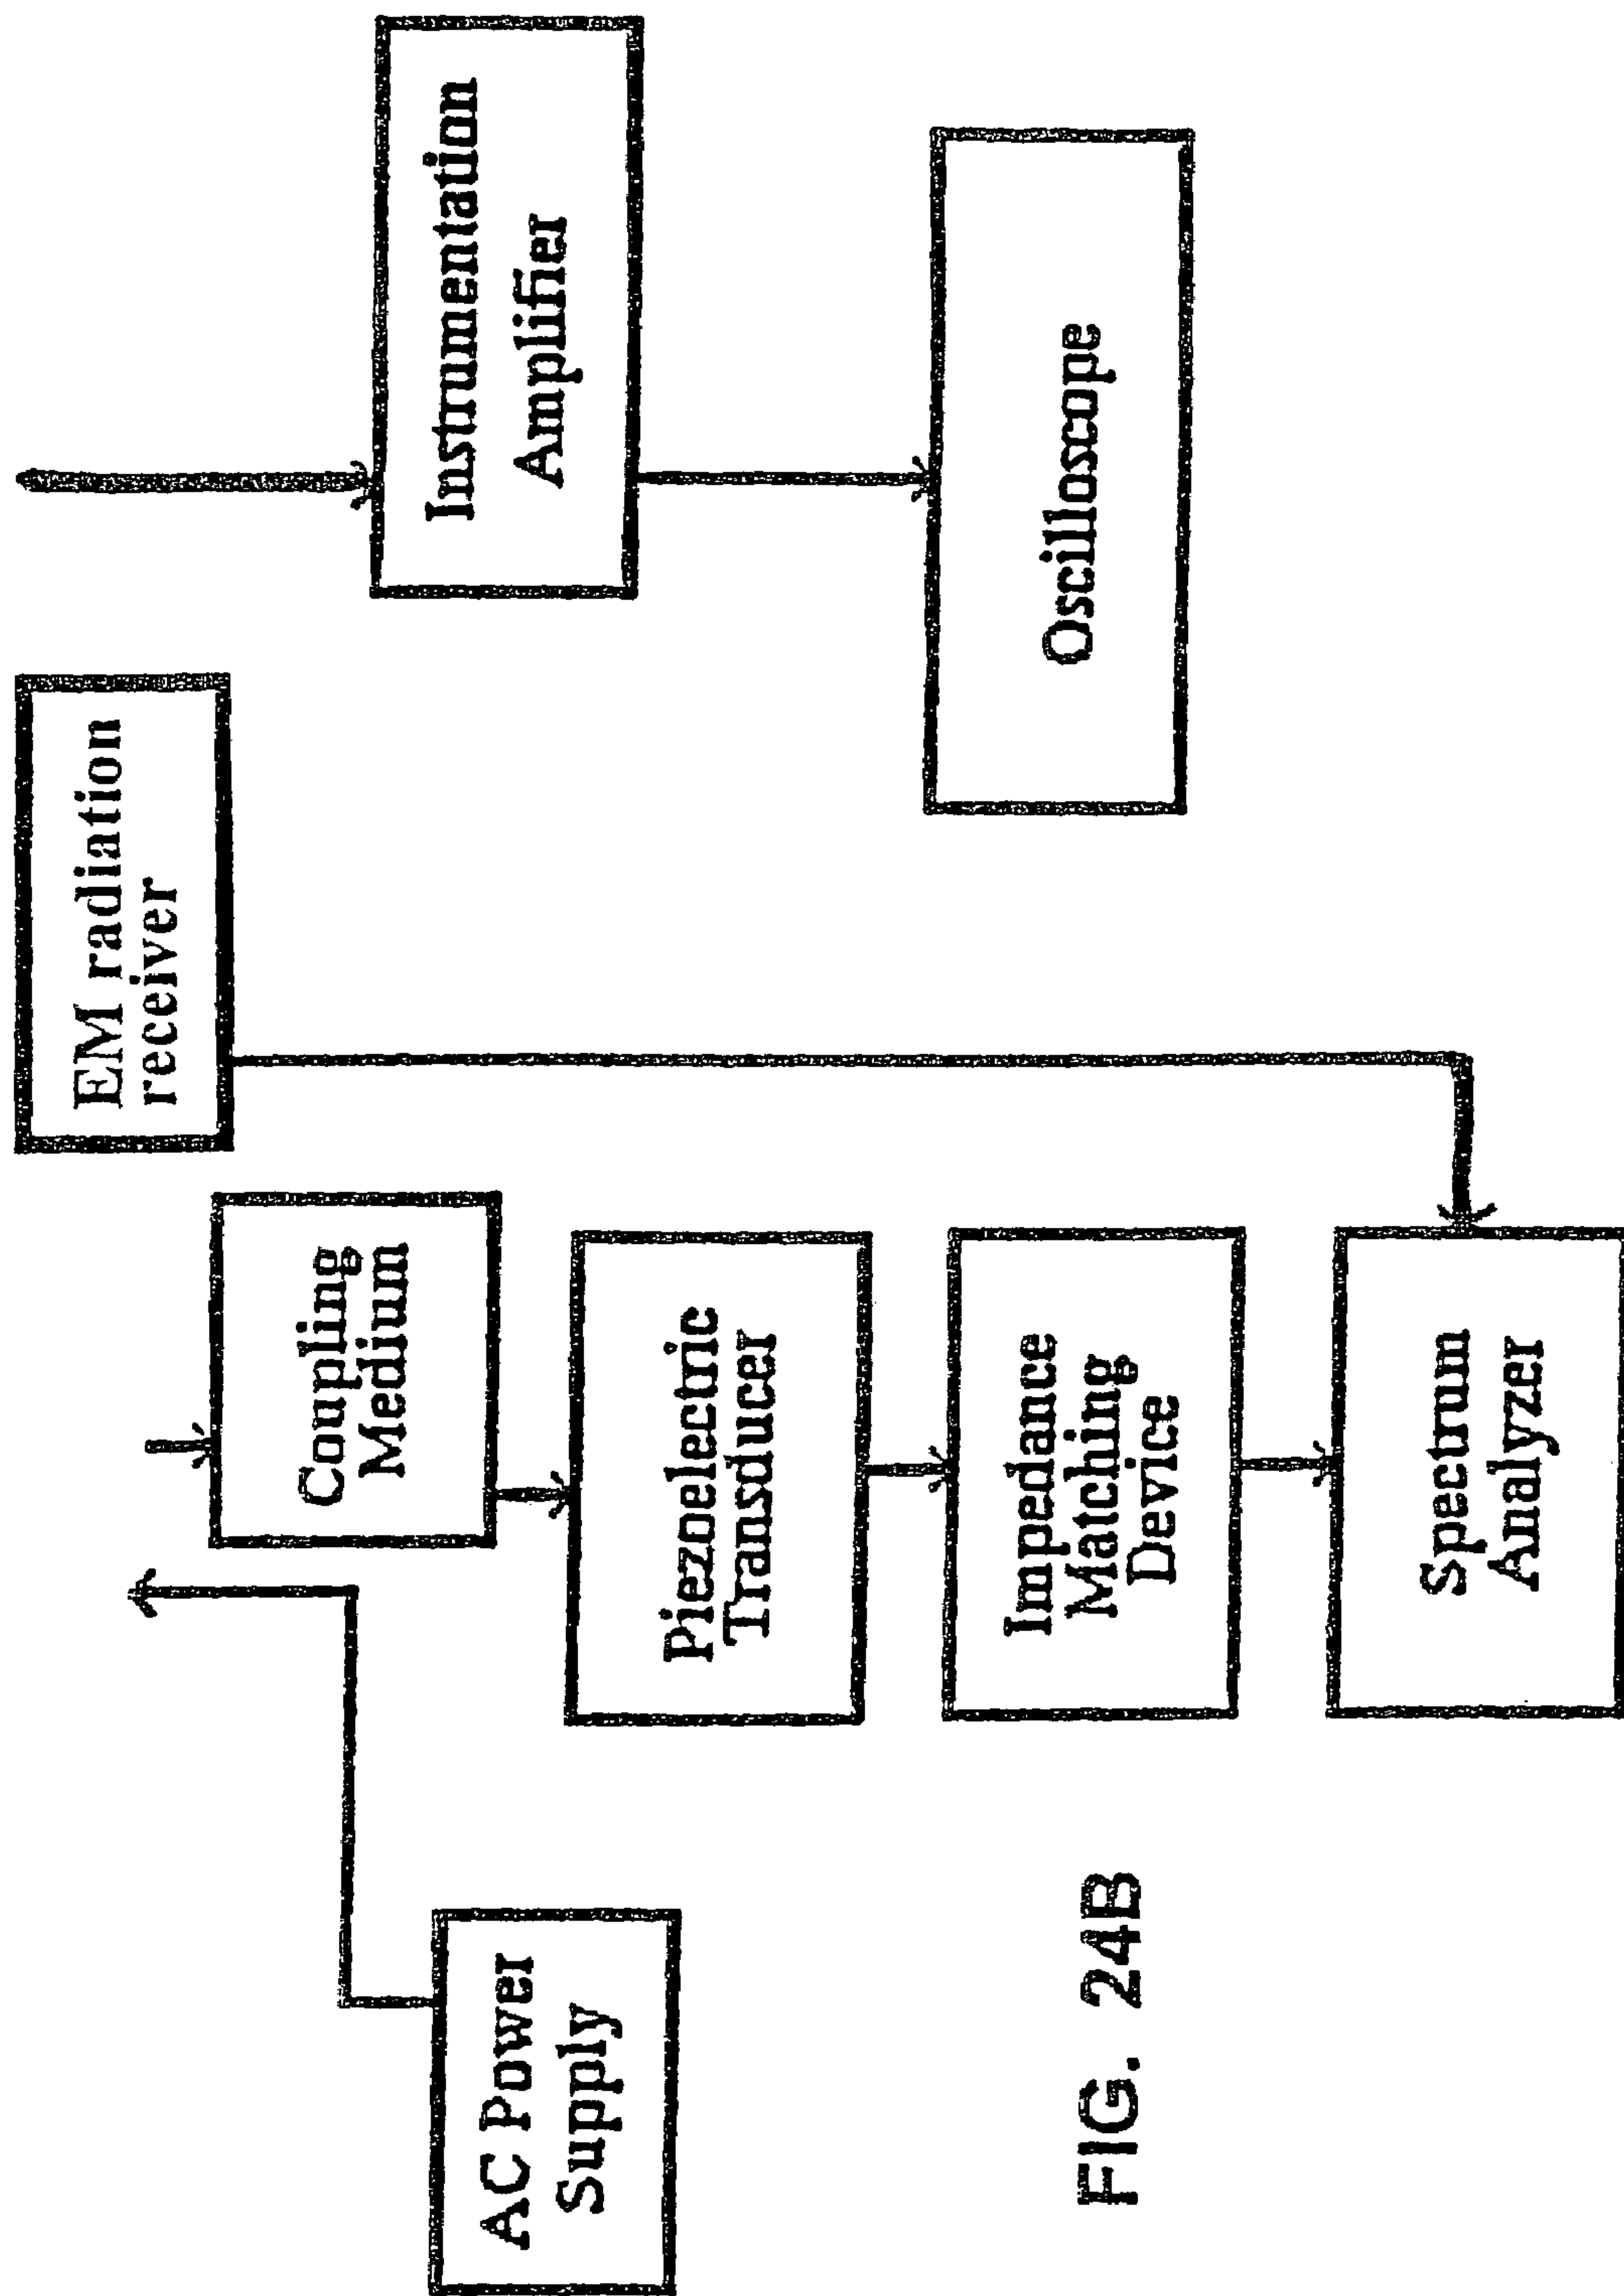 AC Power
Supply
Coupling
Medium
Piezoelectric
Transducer
Impedance
Matching
Device
Spectrum
Analyzer
EM radiation
receiver
Instrumentation
Amplifier
Oscilloscope
FIG. 24B